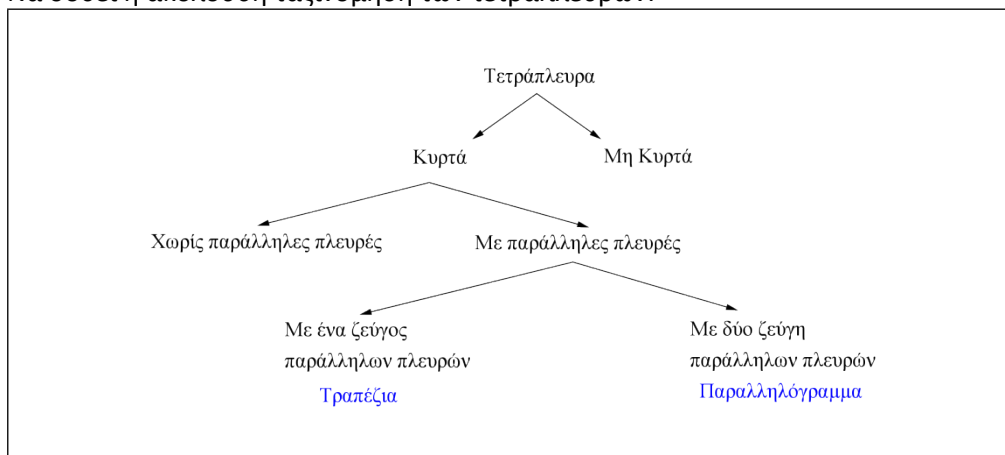 Τετράπλευρα
Κυρτά
Μη Κυρτά
Χωρίς παράλληλες πλευρές
Με παράλληλες πλευρές
Με ένα ζεύγος
παράλληλων πλευρών
Τραπέζια
Με δύο ζεύγη
παράλληλων πλευρών
Παραλληλόγραμμα